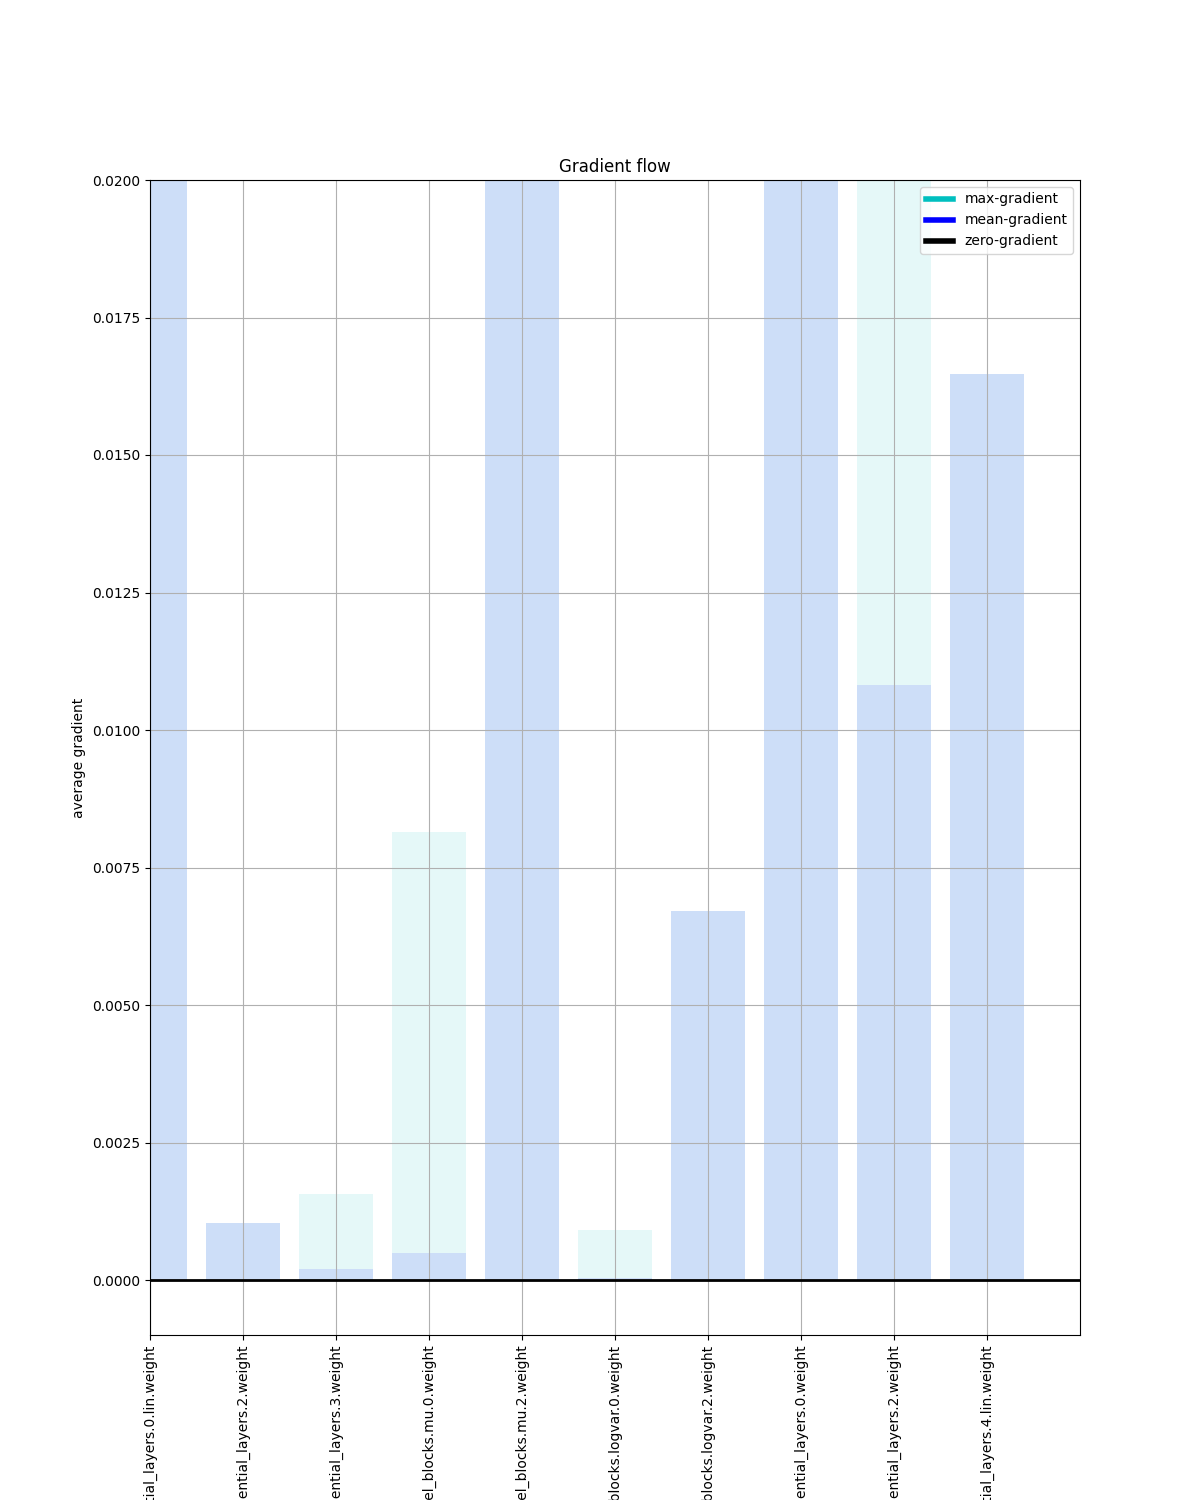 Gradient flow
max-gradient
mean-gradient
zero-gradient
0.0200
0.0175
0.0150
0.0125
0.0100
0.0075
0.0050
0.0025
0.0000
average gradient
tial_layers.0.lin.weight
ential_layers.2.weight
ential_layers.3.weight
el_blocks.mu.0.weight
el_blocks.mu.2.weight
blocks.logvar.0.weight
blocks.logvar.2.weight
ential_layers.0.weight
ential_layers.2.weight
tial_layers.4.lin.weight